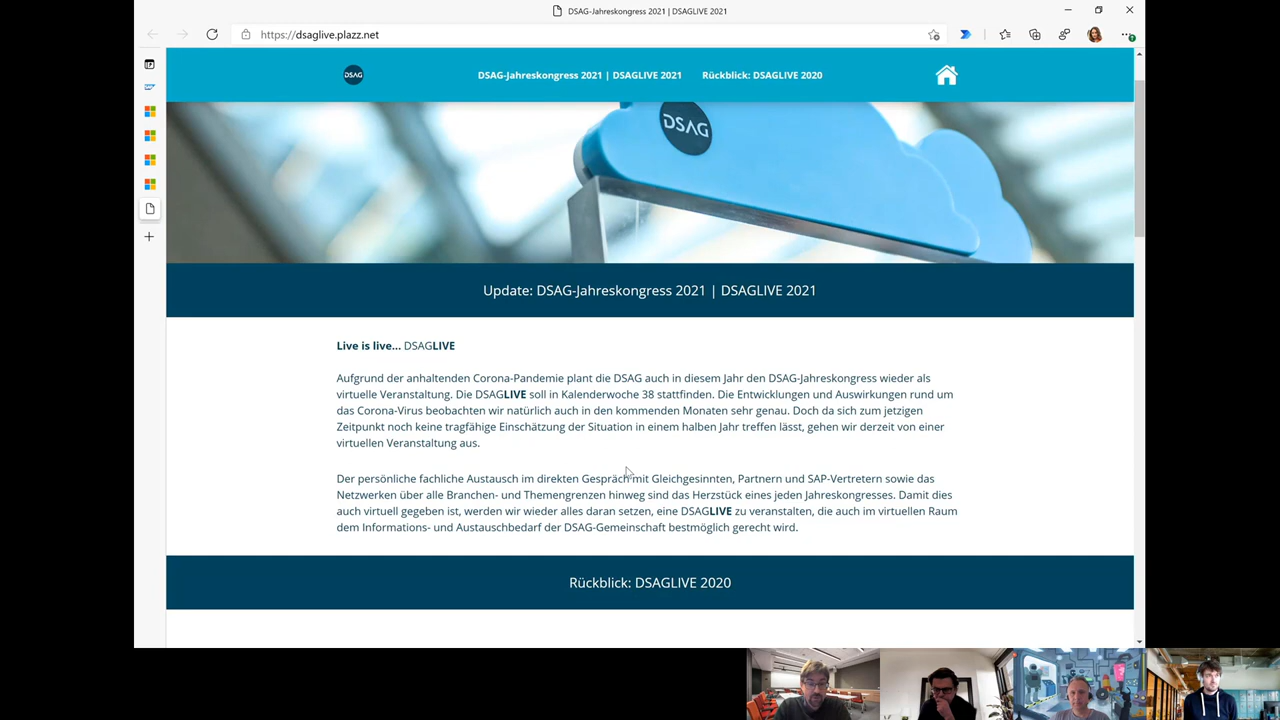 DSAG-Jahreskongress 2021 | DSAGLIVE 2021
https://dsaglive.plazz.net
DSAG
DSAG-Jahreskongress 2021 | DSAGLIVE 2021
Rückblick: DSAGLIVE 2020
DSAG
Update: DSAG-Jahreskongress 2021 | DSAGLIVE 2021
Live is live... DSAGLIVE
Aufgrund der anhaltenden Corona-Pandemie plant die DSAG auch in diesem Jahr den DSAG-Jahreskongress wieder als
virtuelle Veranstaltung. Die DSAGLIVE soll in Kalenderwoche 38 stattfinden. Die Entwicklungen und Auswirkungen rund um
das Corona-Virus beobachten wir natürlich auch in den kommenden Monaten sehr genau. Doch da sich zum jetzigen
Zeitpunkt noch keine tragfähige Einschätzung der Situation in einem halben Jahr treffen lässt, gehen wir derzeit von einer
virtuellen Veranstaltung aus.
Der persönliche fachliche Austausch im direkten Gespräch mit Gleichgesinnten, Partnern und SAP-Vertretern sowie das
Netzwerken über alle Branchen- und Themengrenzen hinweg sind das Herzstück eines jeden Jahreskongresses. Damit dies
auch virtuell gegeben ist, werden wir wieder alles daran setzen, eine DSAGLIVE zu veranstalten, die auch im virtuellen Raum
dem Informations- und Austauschbedarf der DSAG-Gemeinschaft bestmöglich gerecht wird.
Rückblick: DSAGLIVE 2020